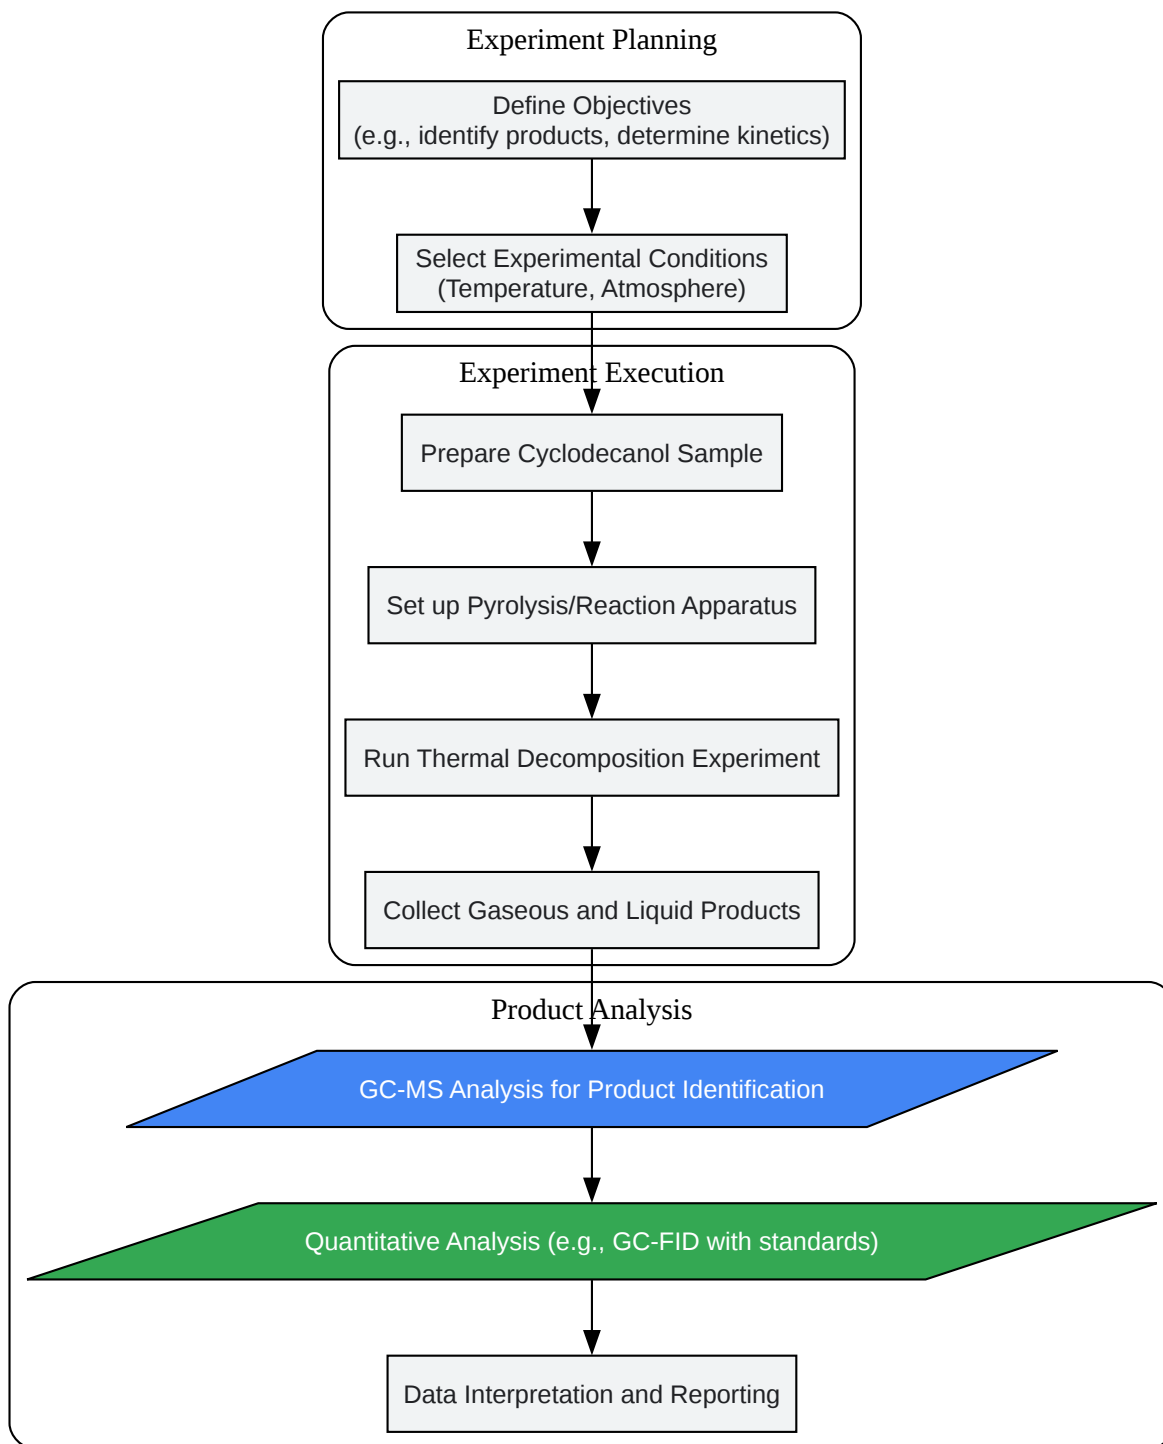 Experiment Planning
Define Objectives
(e.g., identify products, determine kinetics)
Select Experimental Conditions
(Temperature, Atmosphere)
Experiment Execution
Prepare Cyclodecanol Sample
Set up Pyrolysis/Reaction Apparatus
Run Thermal Decomposition Experiment
Collect Gaseous and Liquid Products
Product Analysis
GC-MS Analysis for Product Identification
Quantitative Analysis (e.g., GC-FID with standards)
Data Interpretation and Reporting